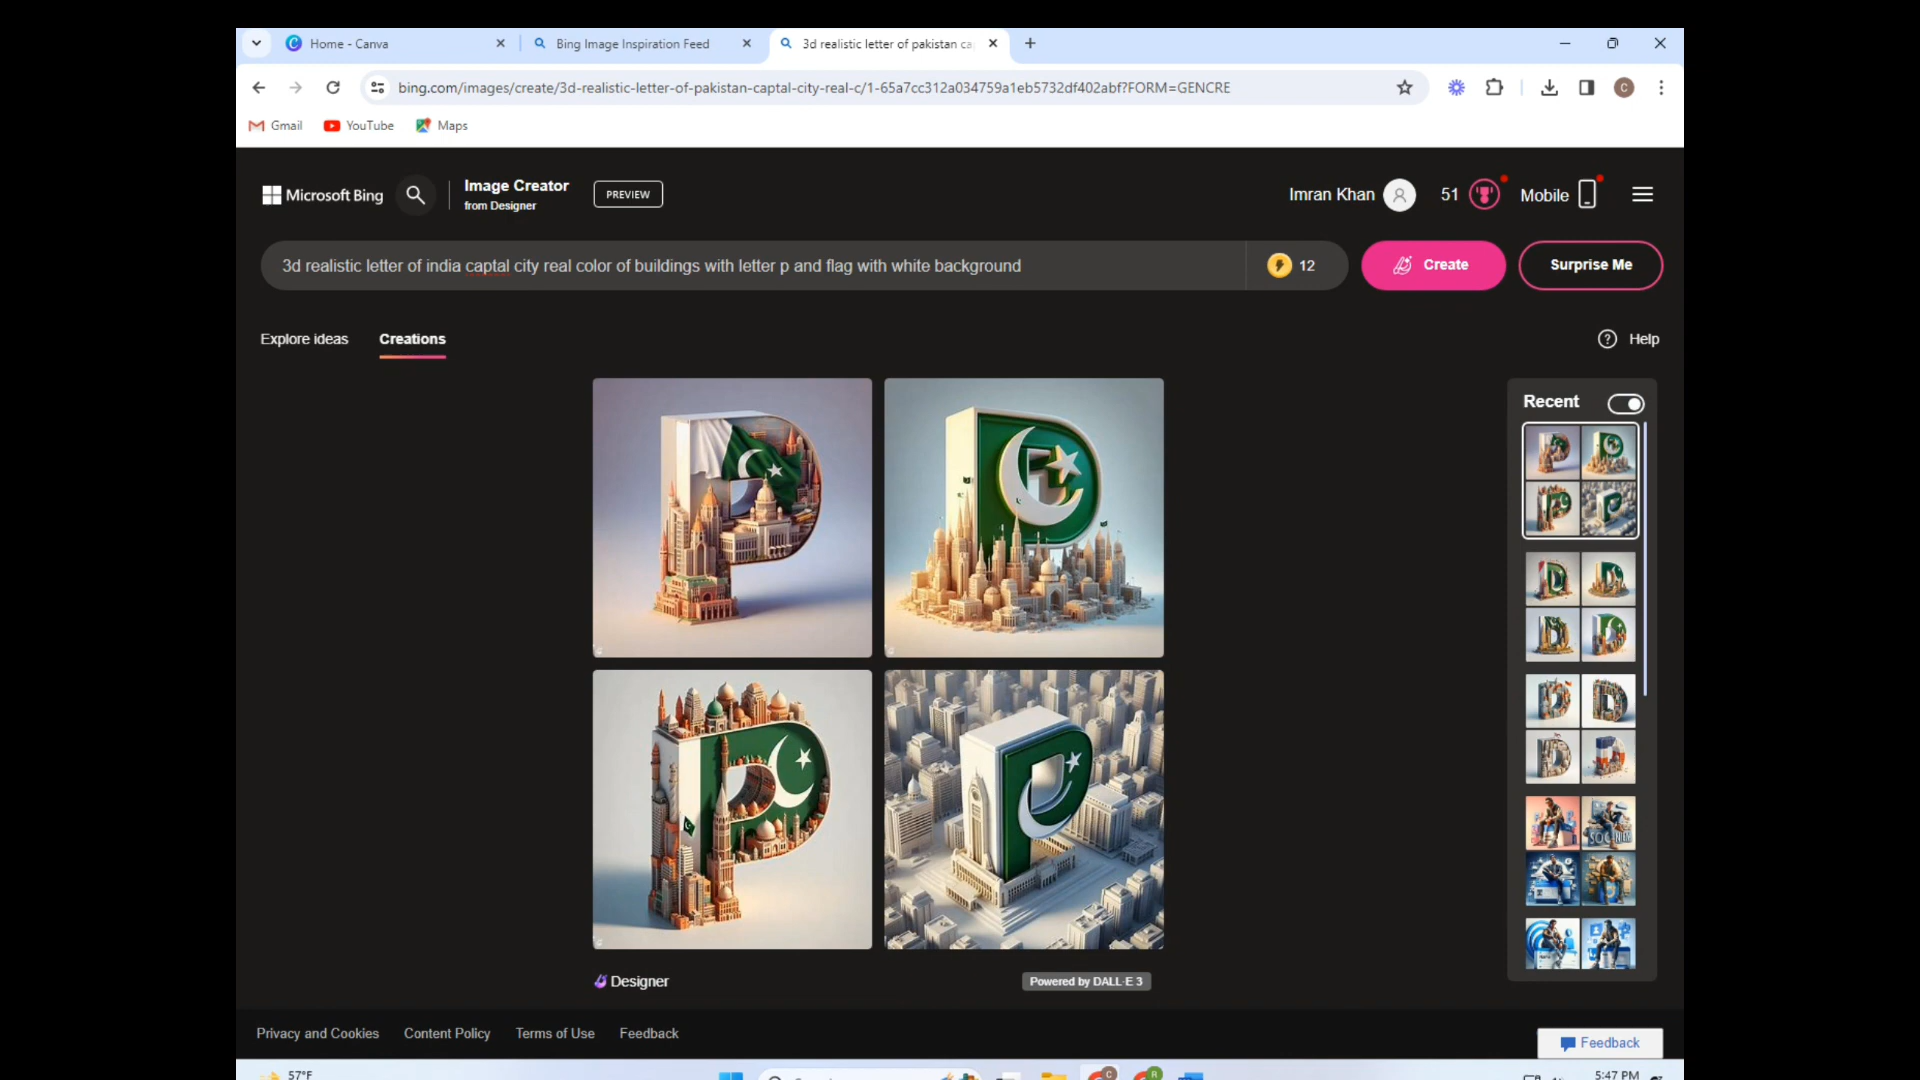 Home - Canva
Bing Image Inspiration Feed
3d realistic letter of pakistan ca
bing.com/images/create/3d-realistic-letter-of-pakistan-captal-city-real-c/1-65a7cc312a034759a1eb5732df402abf?FORM=GENCRE
C
Gmail
YouTube
Maps
Microsoft Bing
Image Creator
from Designer
PREVIEW
Imran Khan
51
Mobile
3d realistic letter of india captal city real color of buildings with letter p and flag with white background
12
Create
Surprise Me
Explore ideas
Creations
Help
Recent
P
P
P
P
Designer
Powered by DALL·E 3
Privacy and Cookies
Content Policy
Terms of Use
Feedback
Feedback
57°F
5:47 PM